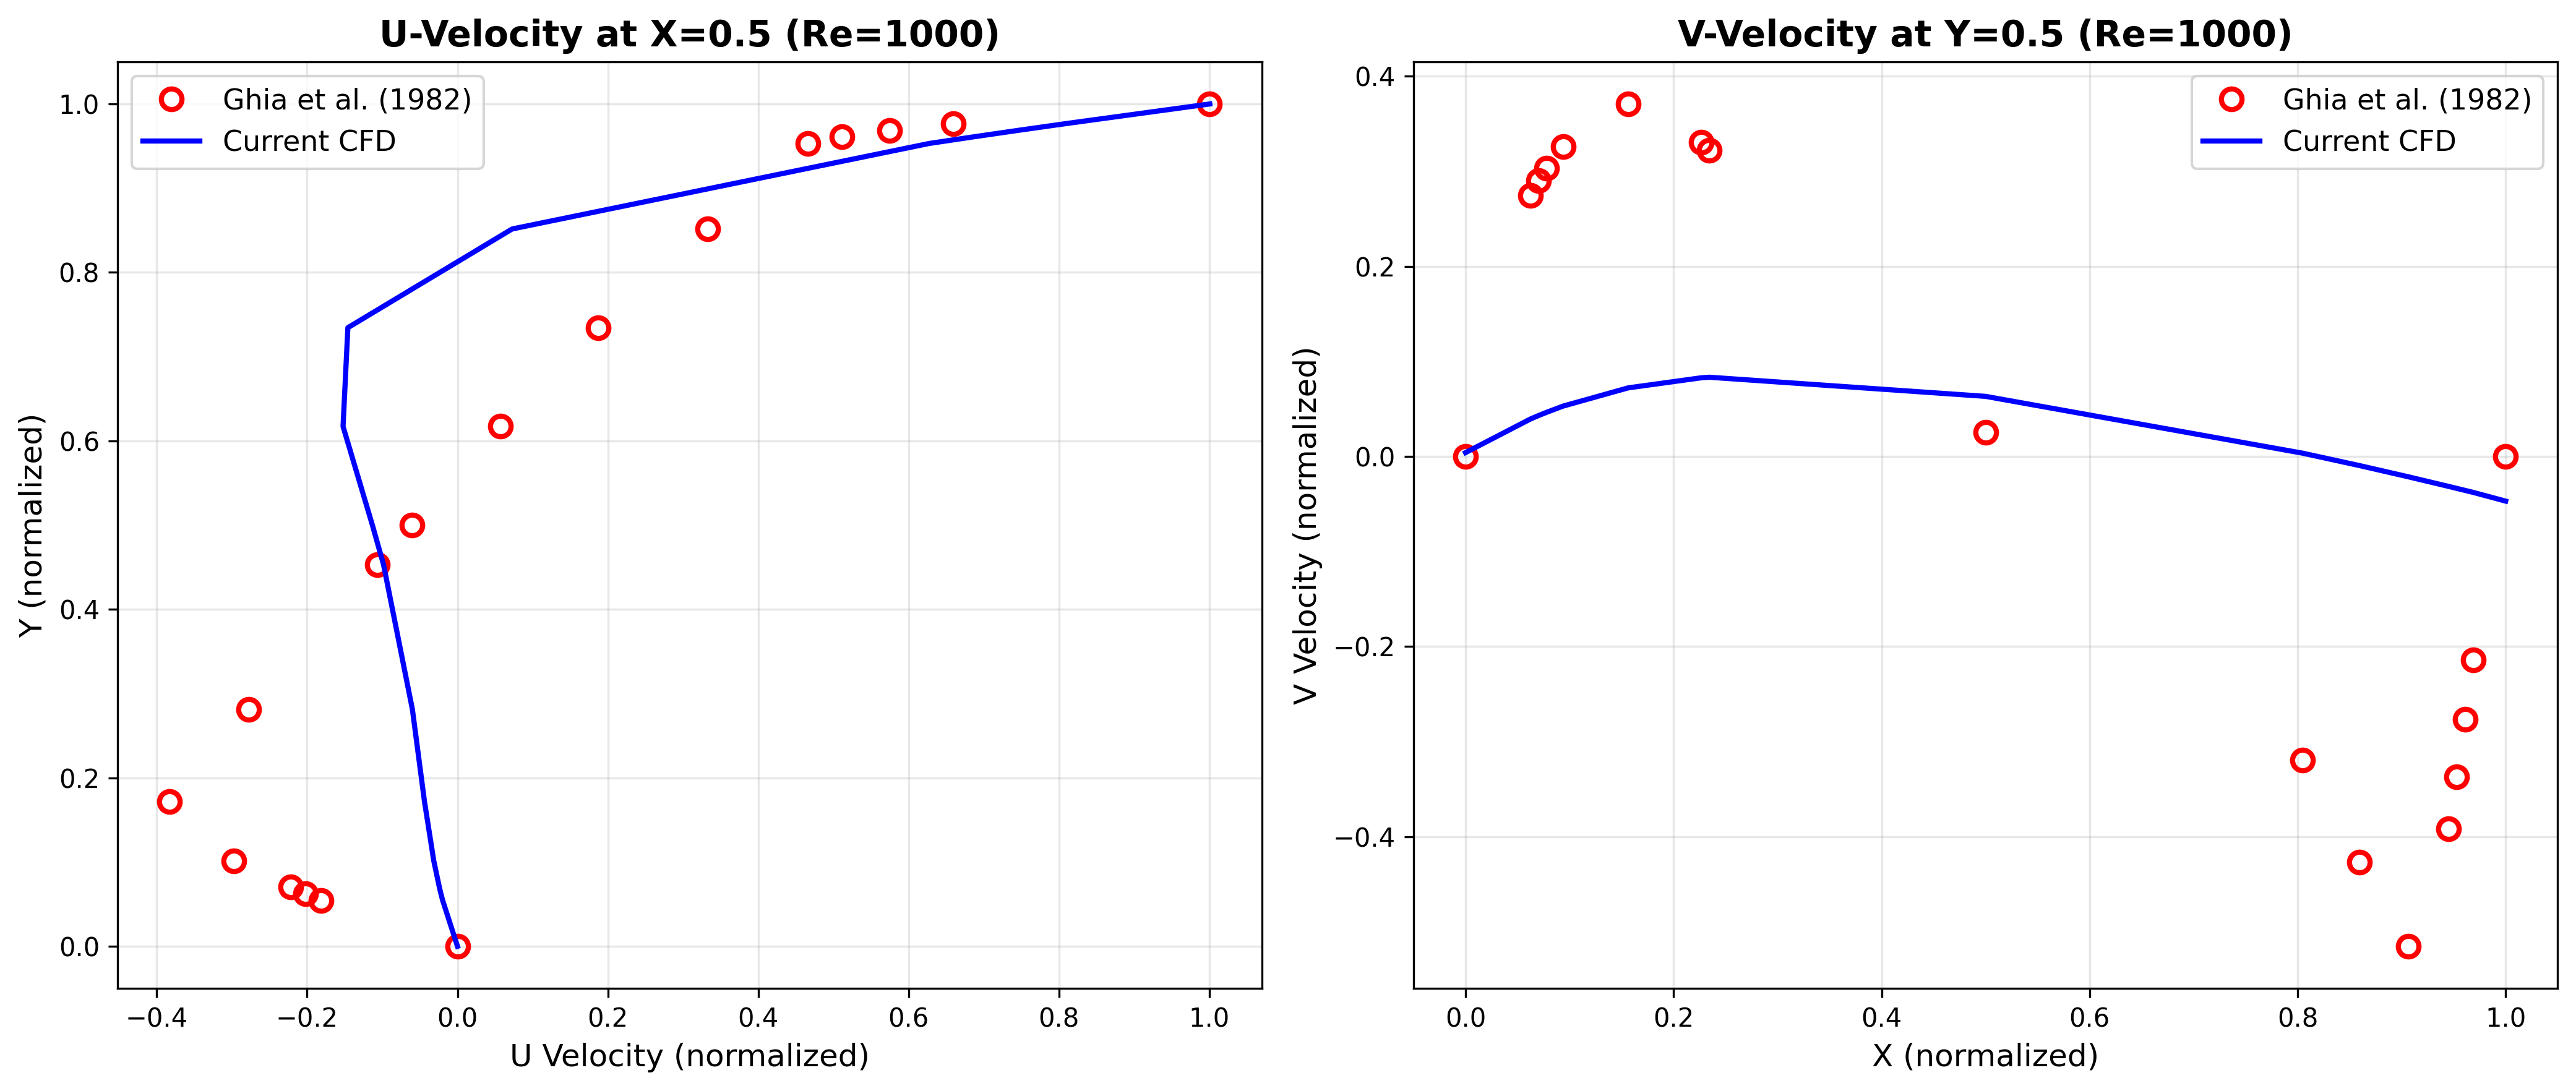 U-Velocity at X=0.5 (Re=1000)
Ghia et al. (1982)
Current CFD
1.0
0.8
0.6
0.4
0.2
0.0
Y (normalized)
−0.4 −0.2 0.0 0.2 0.4 0.6 0.8 1.0
U Velocity (normalized)
V-Velocity at Y=0.5 (Re=1000)
Ghia et al. (1982)
Current CFD
0.4
0.2
0.0
−0.2
−0.4
V Velocity (normalized)
0.0 0.2 0.4 0.6 0.8 1.0
X (normalized)